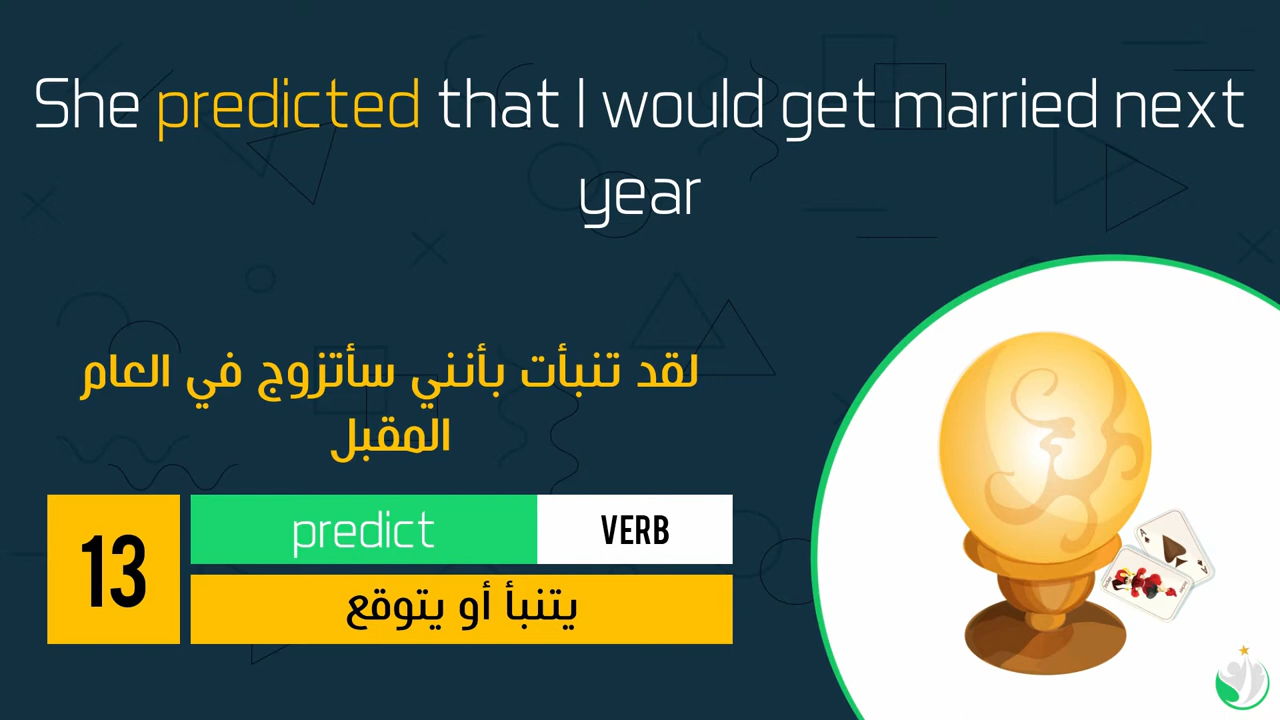 She predicted that I would get married next
year
لقد تنبأت بأنني سأتزوج في العام
المقبل
13
predict
VERB
يتنبأ أو يتوقع
A
A